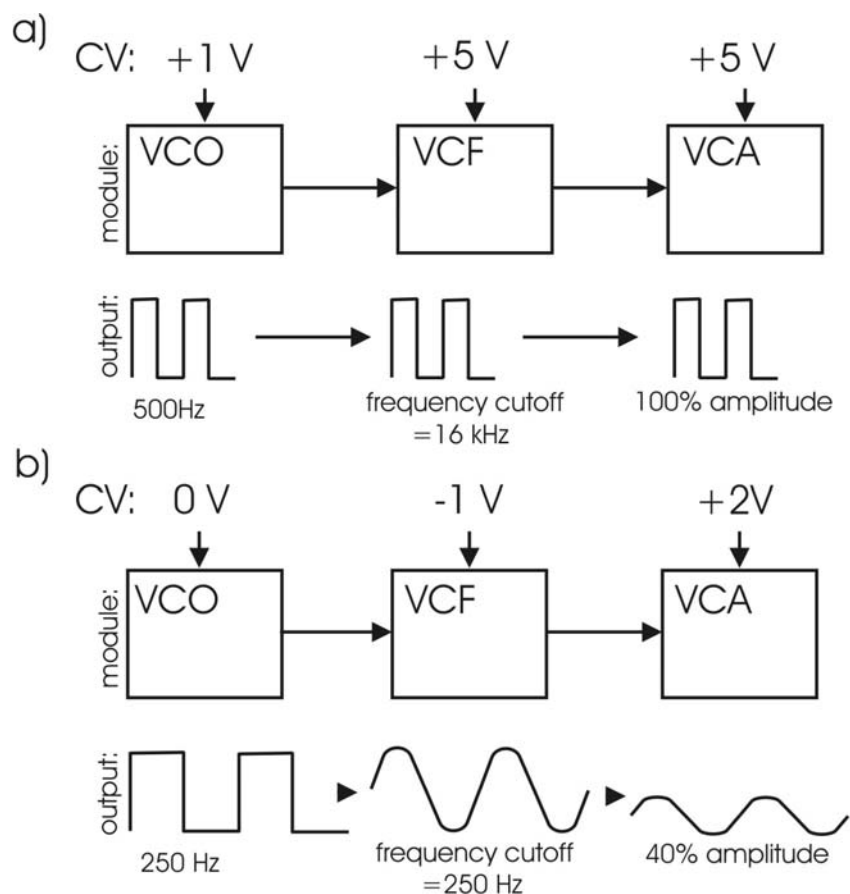 a)
CV: +1 V +5 V +5 V
module: VCO VCF VCA
output:
500Hz frequency cutoff 100% amplitude
=16 kHz
b)
CV: 0 V -1 V +2V
module: VCO VCF VCA
output:
250 Hz frequency cutoff 40% amplitude
=250 Hz